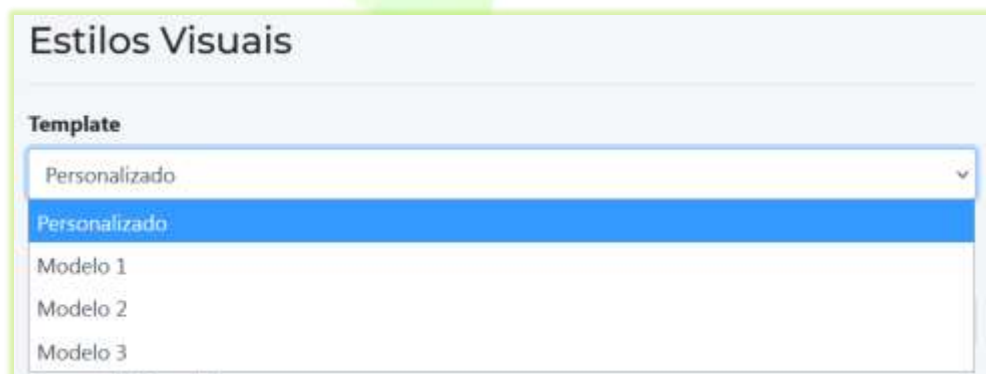 Estilos Visuais
Template
Personalizado
Personalizado
Modelo 1
Modelo 2
Modelo 3